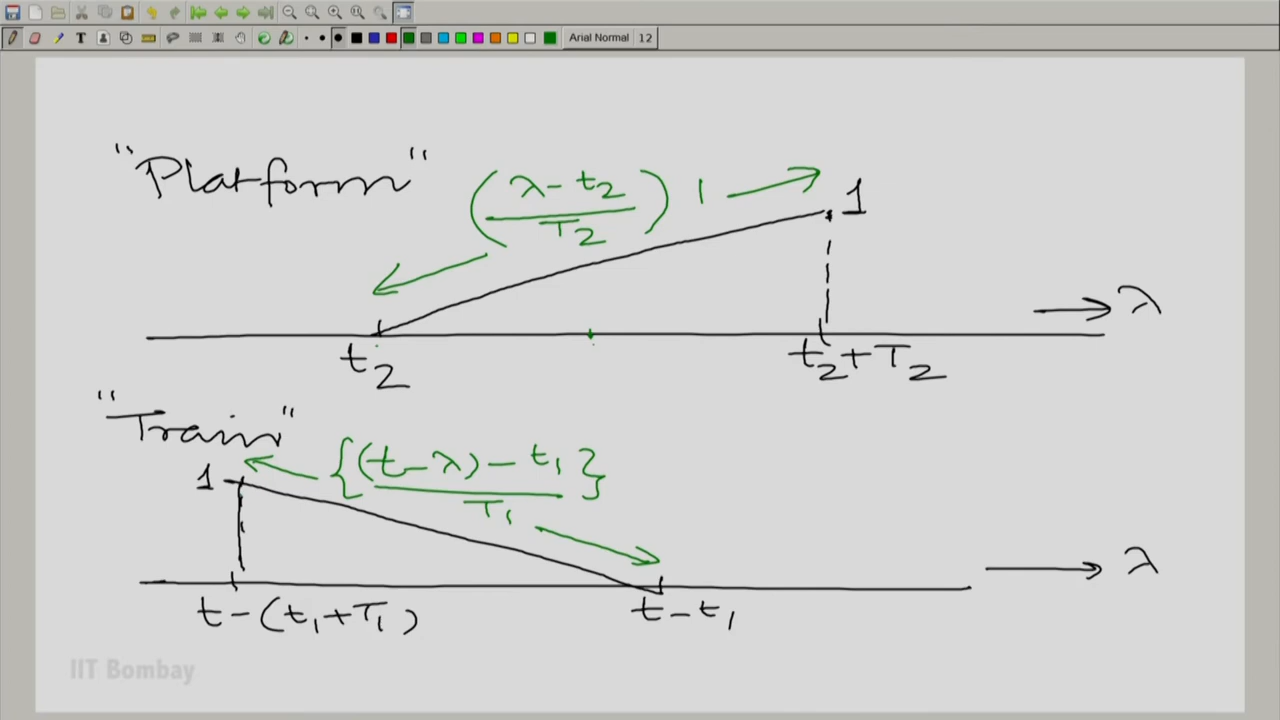 Arial Normal 12
"Platform"
(λ - t₂ / T₂) 1
1
λ
t₂
t₂ + T₂
"Train"
{(t - λ) - t₁ / T₁}
1
λ
t - (t₁ + T₁)
t - t₁
IIT Bombay